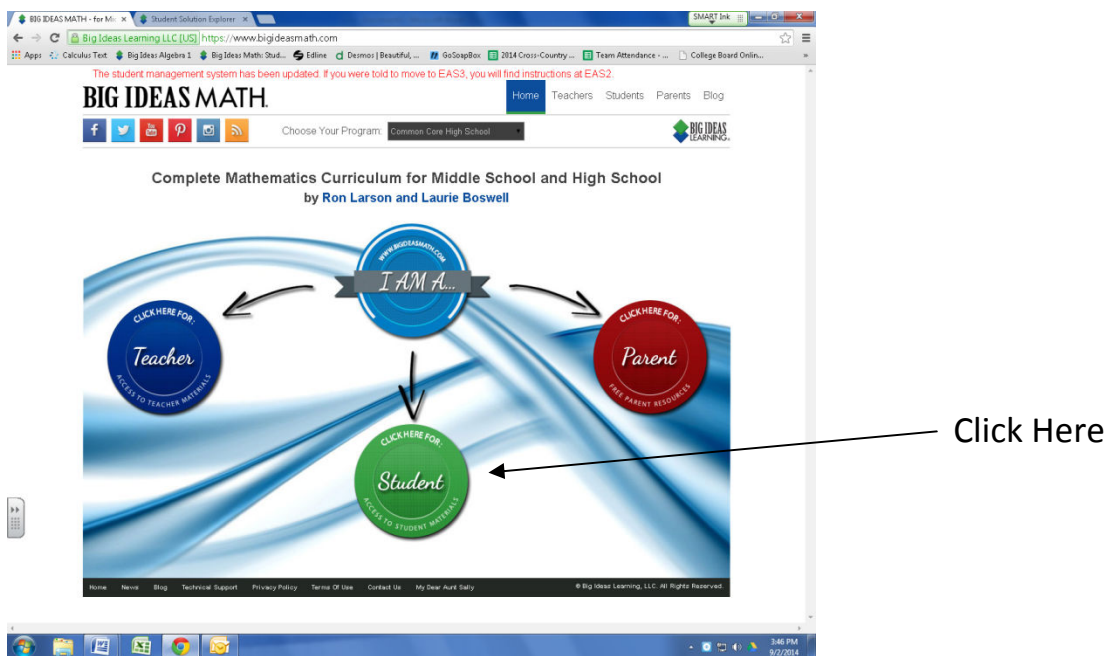 BIG IDEAS MATH - for Mi
Student Solution Explorer
SMART Ink
Big Ideas Learning LLC [US] https://www.bigideasmath.com
Apps Calculus Text Big Ideas Algebra 1 Big Ideas Math: Stud... Edline Desmos | Beautiful, ... GoSoapBox 2014 Cross-Country ... Team Attendance - ... College Board Onlin...
The student management system has been updated. If you were told to move to EAS3, you will find instructions at EAS2.
BIG IDEAS MATH.
Home Teachers Students Parents Blog
Choose Your Program: Common Core High School
BIG IDEAS
LEARNING.
Complete Mathematics Curriculum for Middle School and High School
by Ron Larson and Laurie Boswell
WWW.BIGIDEASMATH.COM
I AM A...
CLICK HERE FOR:
Teacher
ACCESS TO TEACHER MATERIALS
CLICK HERE FOR:
Parent
FREE PARENT RESOURCES
CLICK HERE FOR:
Student
ACCESS TO STUDENT MATERIALS
Click Here
Home News Blog Technical Support Privacy Policy Terms Of Use Contact Us My Dear Aunt Sally
© Big Ideas Learning, LLC. All Rights Reserved.
3:46 PM
9/2/2014